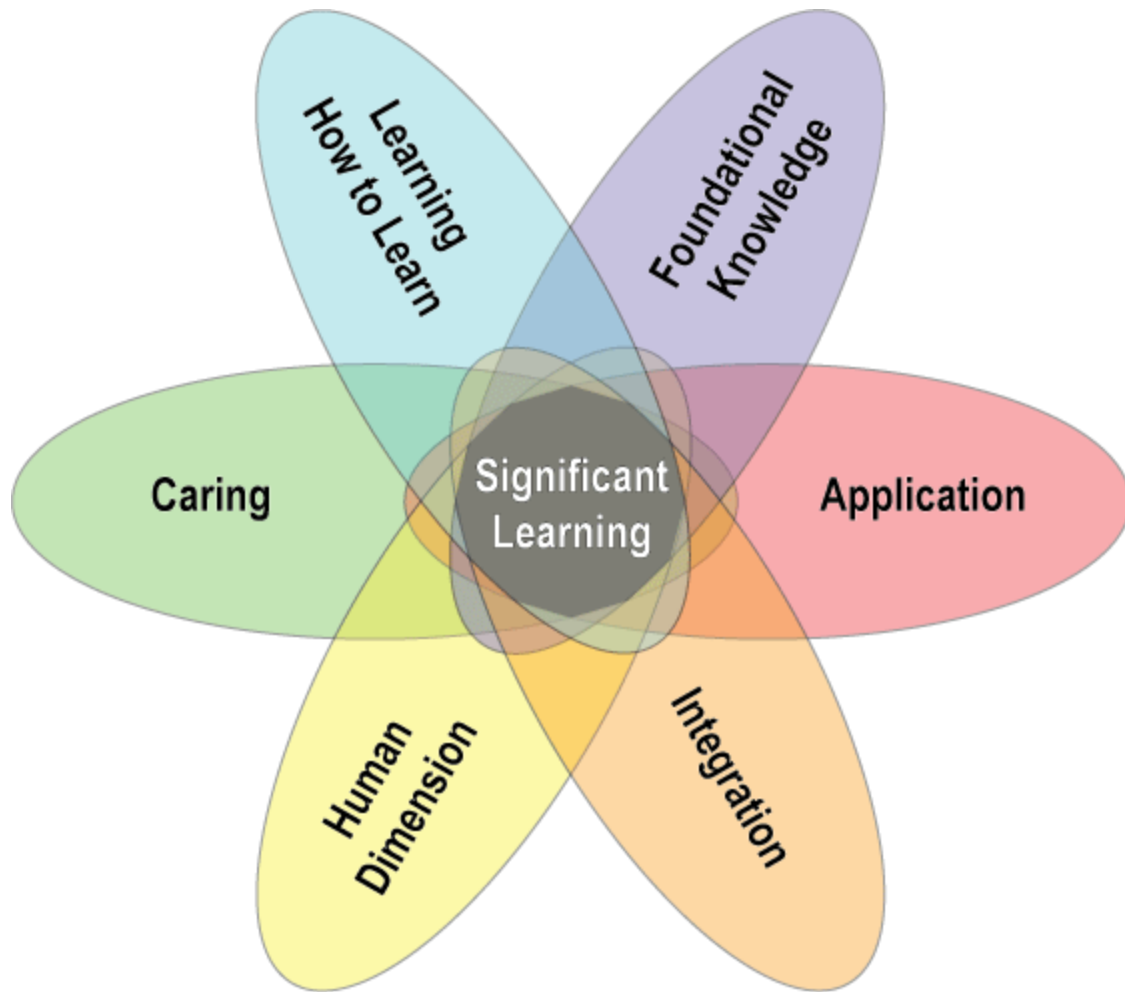 Learning
How to Learn
Foundational
Knowledge
Caring
Significant
Learning
Application
Human
Dimension
Integration